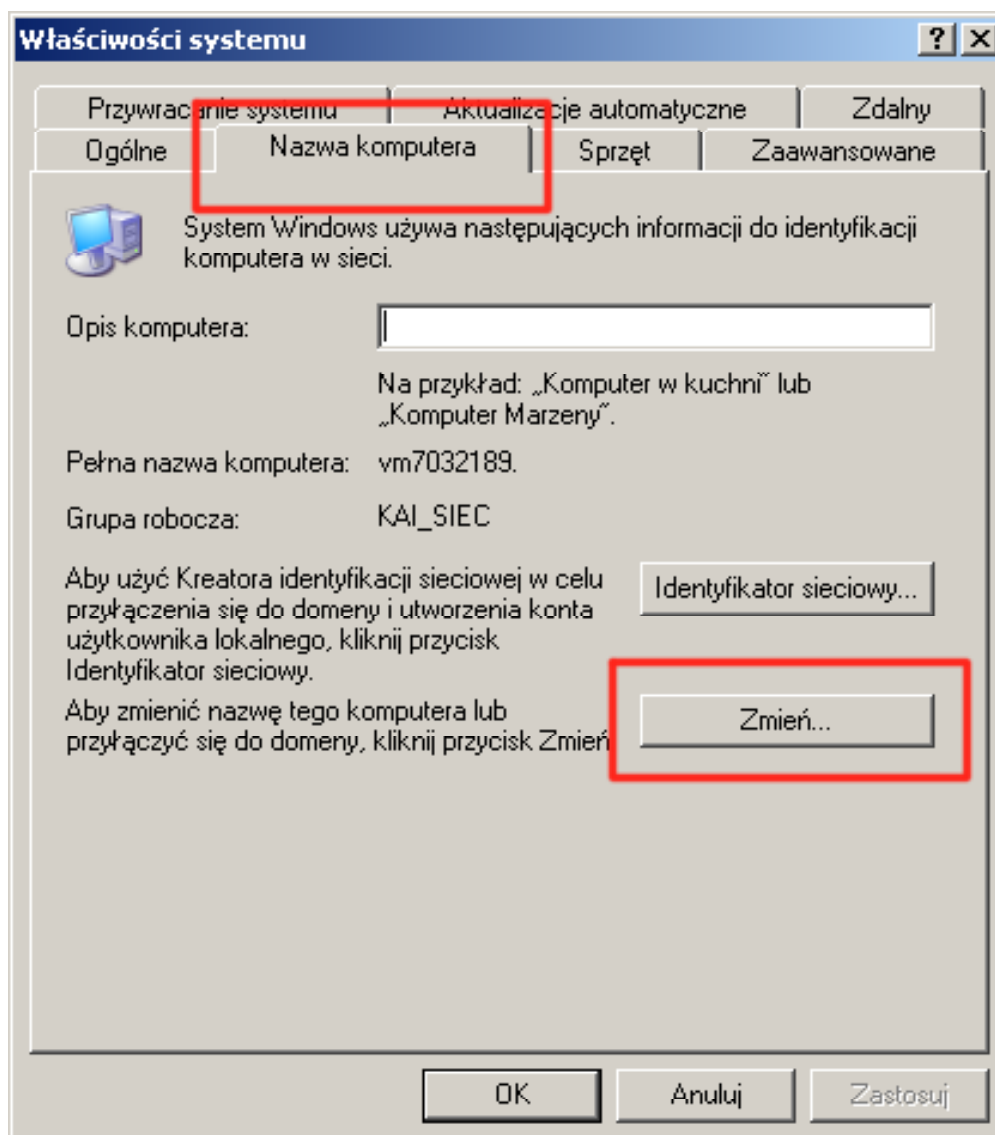 Właściwości systemu
Przywracanie systemu
Aktualizacje automatyczne
Zdalny
Ogólne
Nazwa komputera
Sprzęt
Zaawansowane
System Windows używa następujących informacji do identyfikacji
komputera w sieci.
Opis komputera:
Na przykład: „Komputer w kuchni˝ lub
„Komputer Marzeny˝.
Pełna nazwa komputera: vm7032189.
Grupa robocza: KAI_SIEC
Aby użyć Kreatora identyfikacji sieciowej w celu
przyłączenia się do domeny i utworzenia konta
użytkownika lokalnego, kliknij przycisk
Identyfikator sieciowy.
Identyfikator sieciowy...
Aby zmienić nazwę tego komputera lub
przyłączyć się do domeny, kliknij przycisk Zmień
Zmień...
OK
Anuluj
Zastosuj